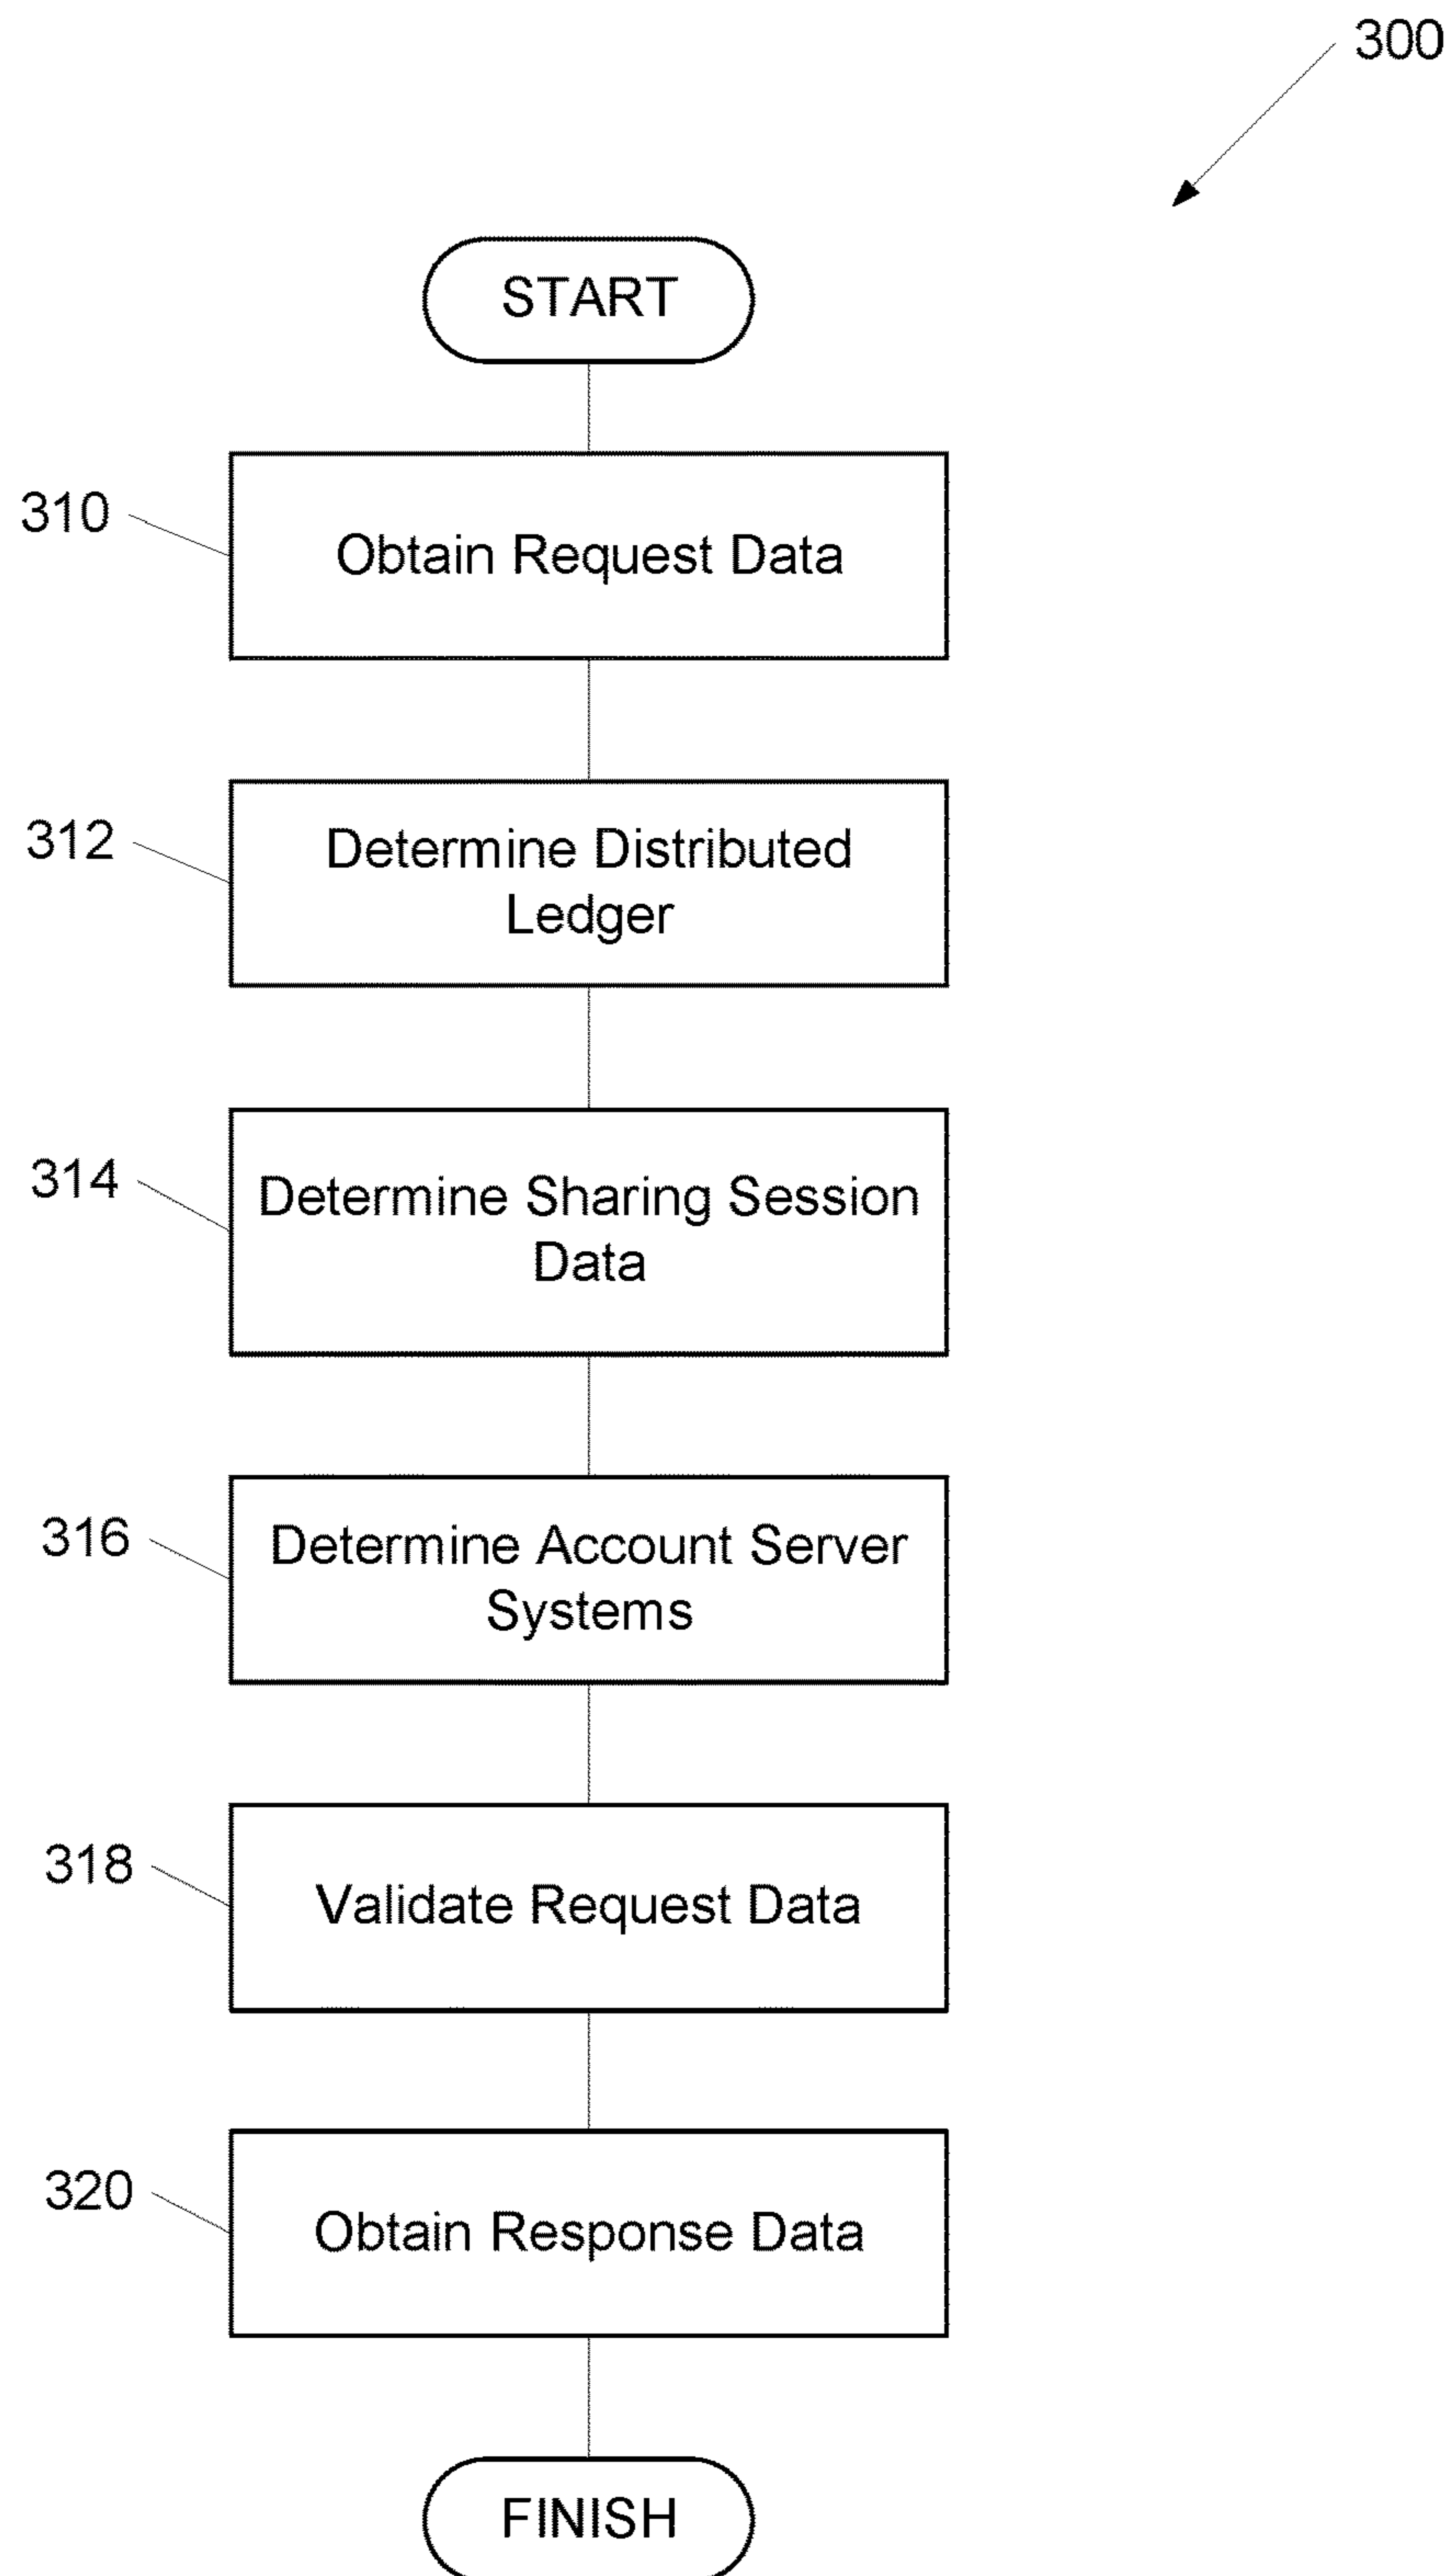 300
START
310
Obtain Request Data
312
Determine Distributed
Ledger
314
Determine Sharing Session
Data
316
Determine Account Server
Systems
318
Validate Request Data
320
Obtain Response Data
FINISH